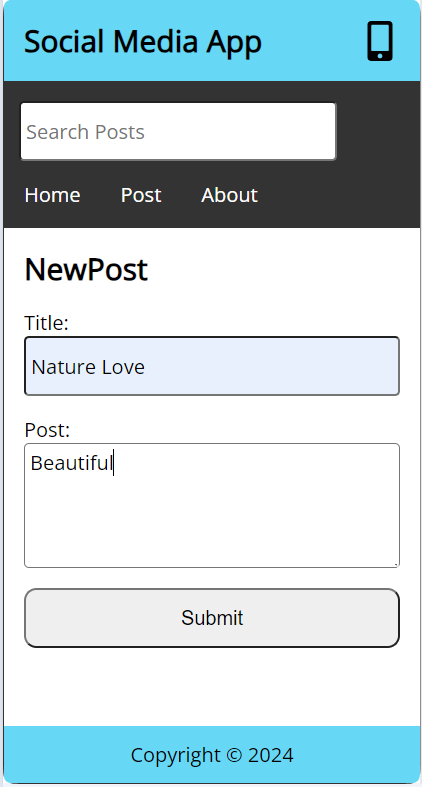 Social Media App
Search Posts
Home Post About
NewPost
Title:
Nature Love
Post:
Beautiful
Submit
Copyright © 2024